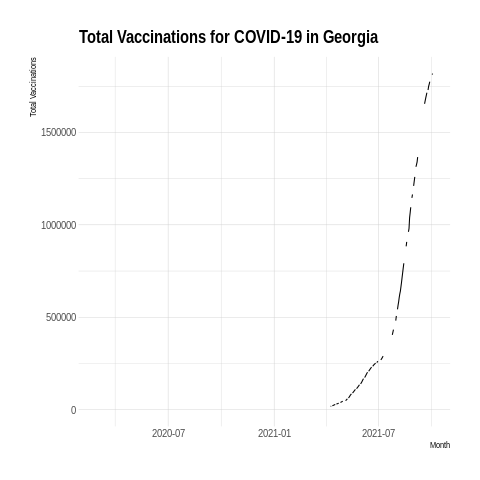 Total Vaccinations for COVID-19 in Georgia
Total Vaccinations
1500000
1000000
500000
0
2020-07 2021-01 2021-07
Month